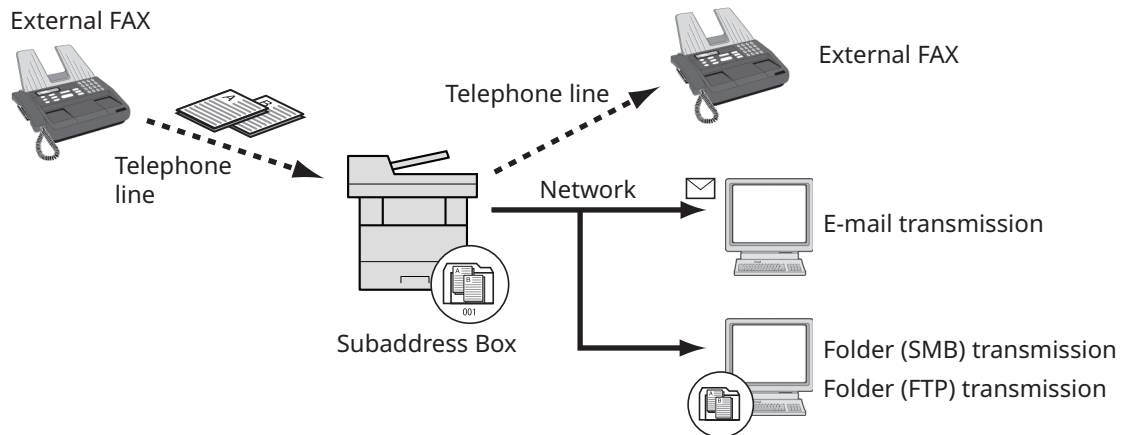 External FAX
External FAX
Telephone line
A B
Telephone
line
Network
E-mail transmission
A B
001
Subaddress Box
Folder (SMB) transmission
Folder (FTP) transmission
A B